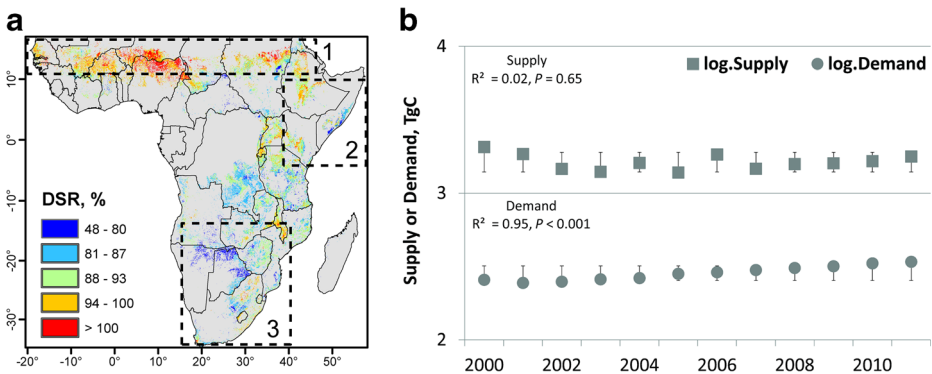 a
1
2
3
10°
0°
-10°
-20°
-30°
DSR, %
48 - 80
81 - 87
88 - 93
94 - 100
> 100
-20° -10° 0° 10° 20° 30° 40° 50°
b
Supply or Demand, TgC
4
3
2
Supply
R² = 0.02, P = 0.65
log.Supply log.Demand
Demand
R² = 0.95, P < 0.001
2000 2002 2004 2006 2008 2010